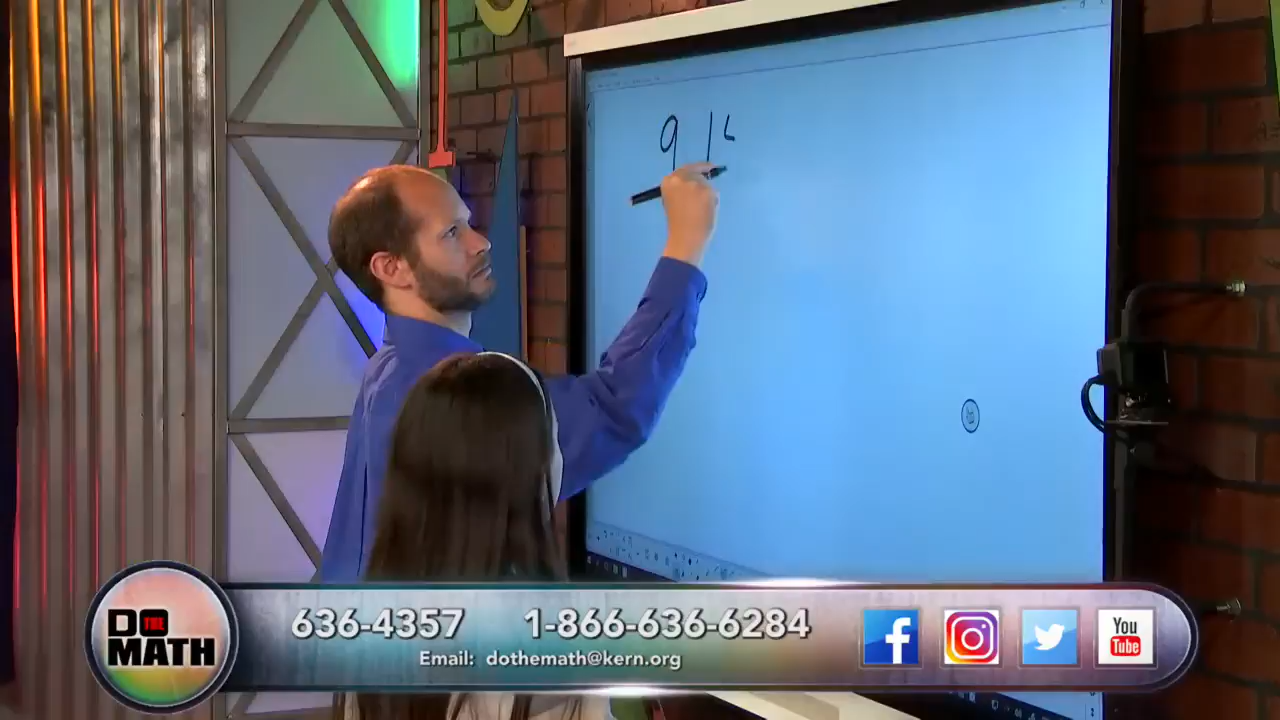 9 1
636-4357 1-866-636-6284
Email: dothemath@kern.org
DO THE MATH
You Tube